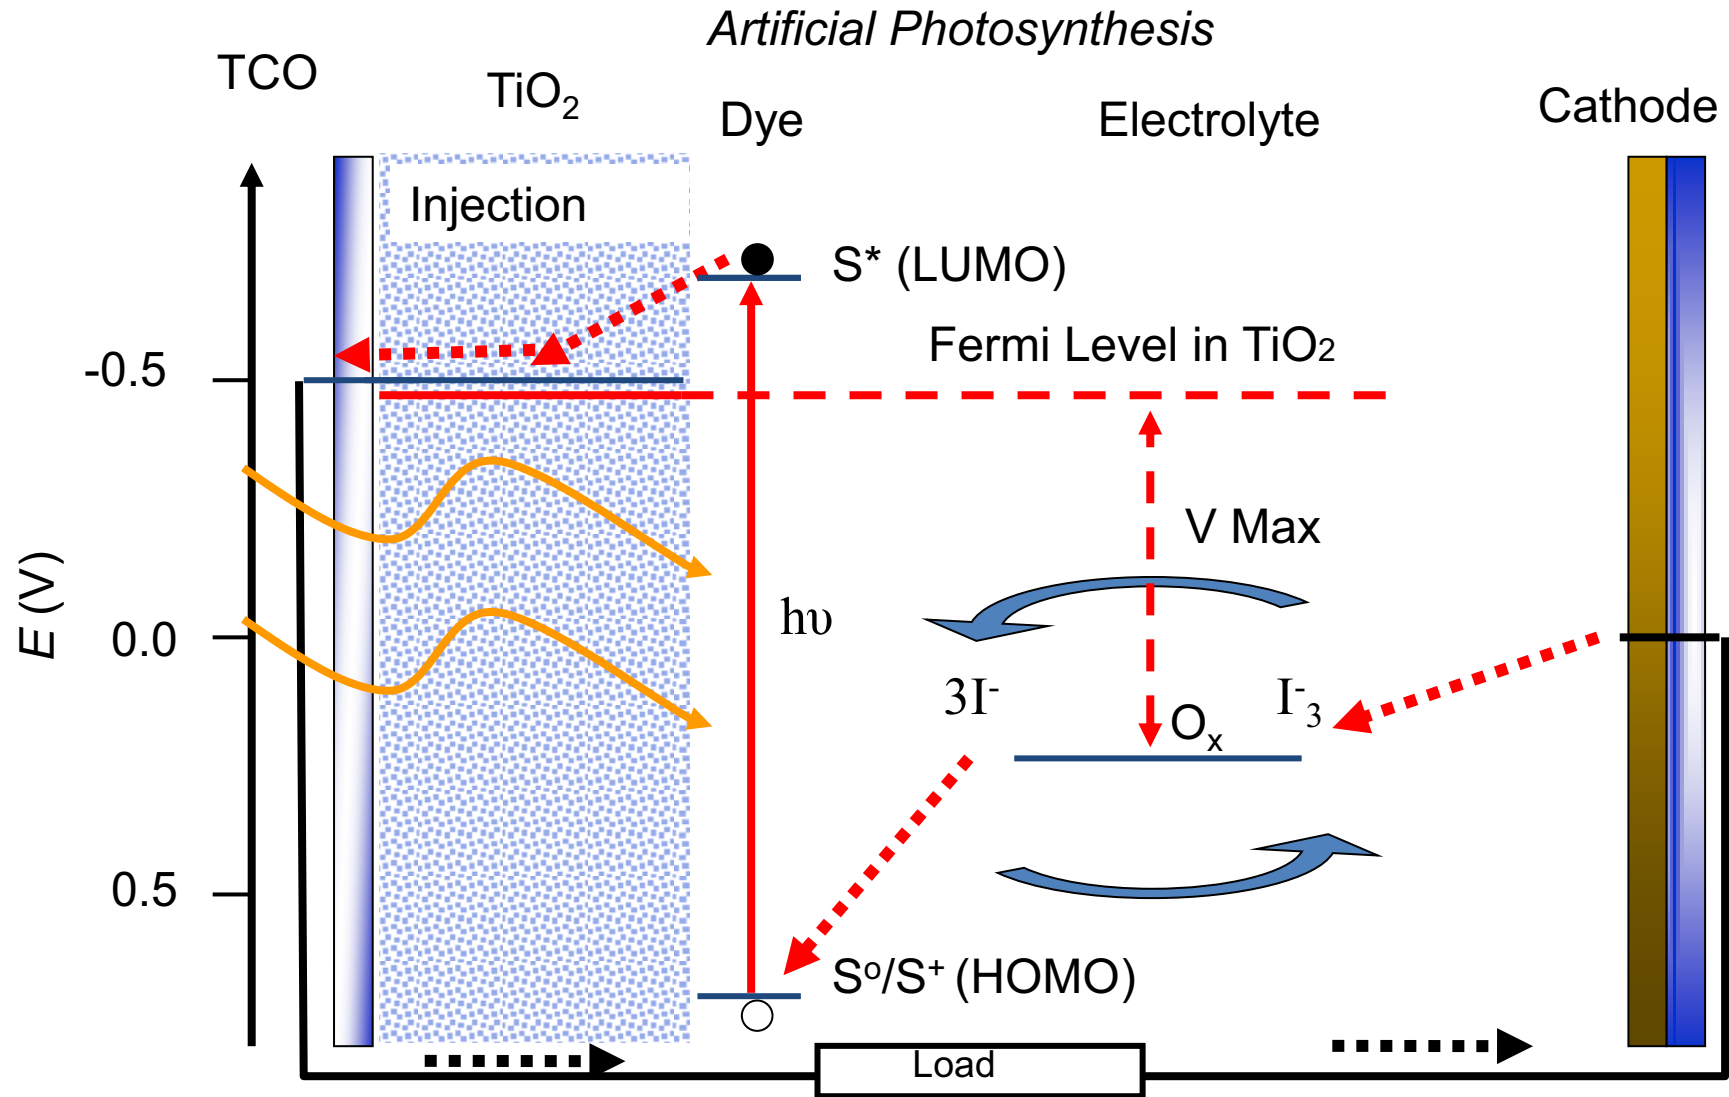 Artificial Photosynthesis
TCO
TiO₂
Dye
Electrolyte
Cathode
Injection
S* (LUMO)
Fermi Level in TiO₂
-0.5
V Max
E (V)
0.0
hυ
3I⁻
I⁻₃
Oₓ
0.5
Sᵒ/S⁺ (HOMO)
Load